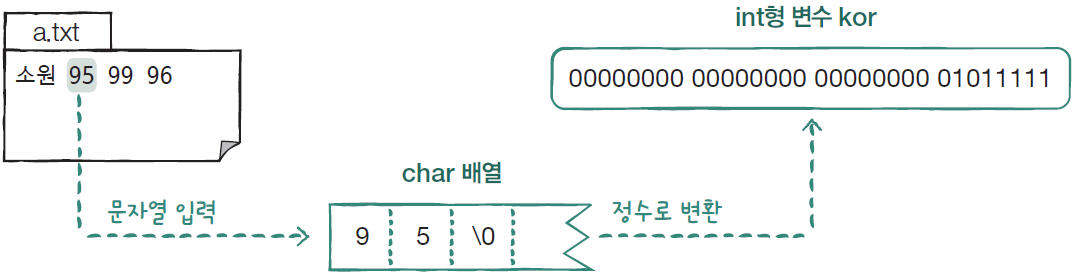 a.txt
소원 95 99 96
문자열 입력
char 배열
9 5 \0
정수로 변환
int형 변수 kor
00000000 00000000 00000000 01011111